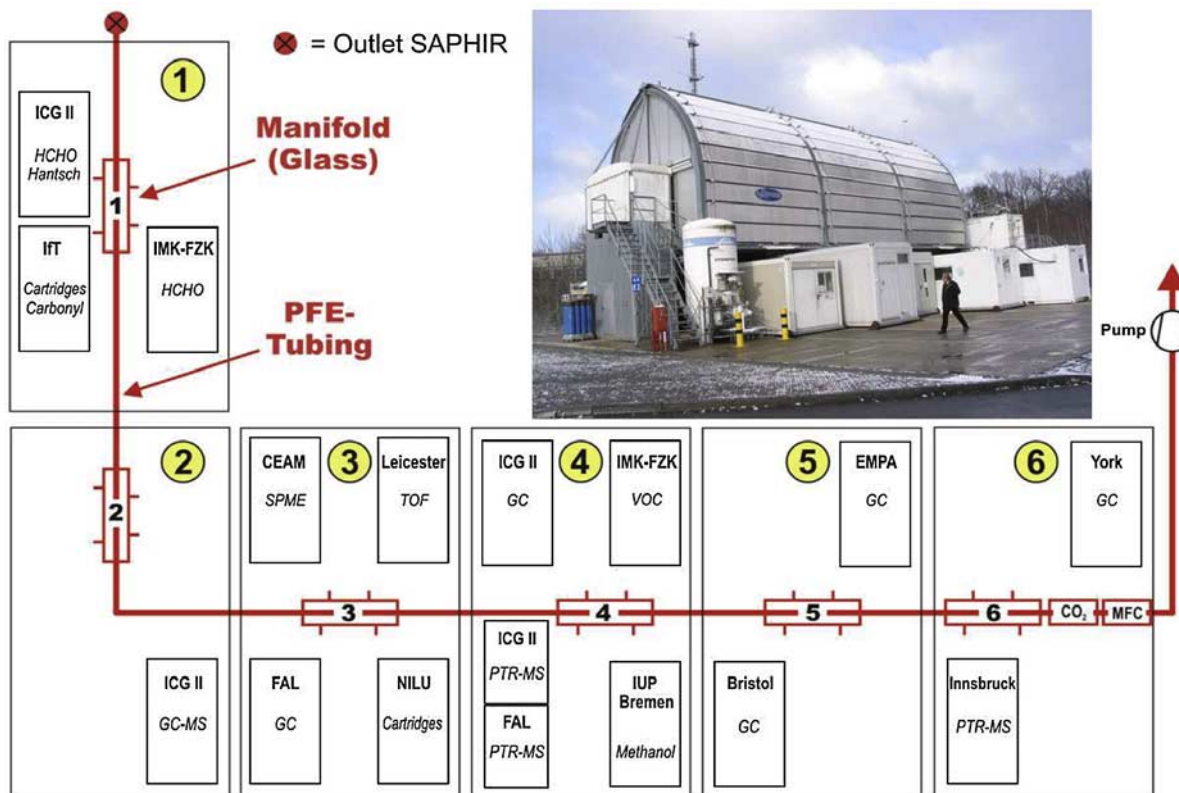 = Outlet SAPHIR
1
ICG II
HCHO
Hantsch
Manifold
(Glass)
1
IfT
Cartridges
Carbonyl
IMK-FZK
HCHO
PFE-
Tubing
Pump
2
2
ICG II
GC-MS
CEAM
SPME
3
Leicester
TOF
3
FAL
GC
NILU
Cartridges
ICG II
GC
4
IMK-FZK
VOC
4
ICG II
PTR-MS
FAL
PTR-MS
IUP
Bremen
Methanol
5
EMPA
GC
5
Bristol
GC
6
York
GC
6
CO₂
MFC
Innsbruck
PTR-MS